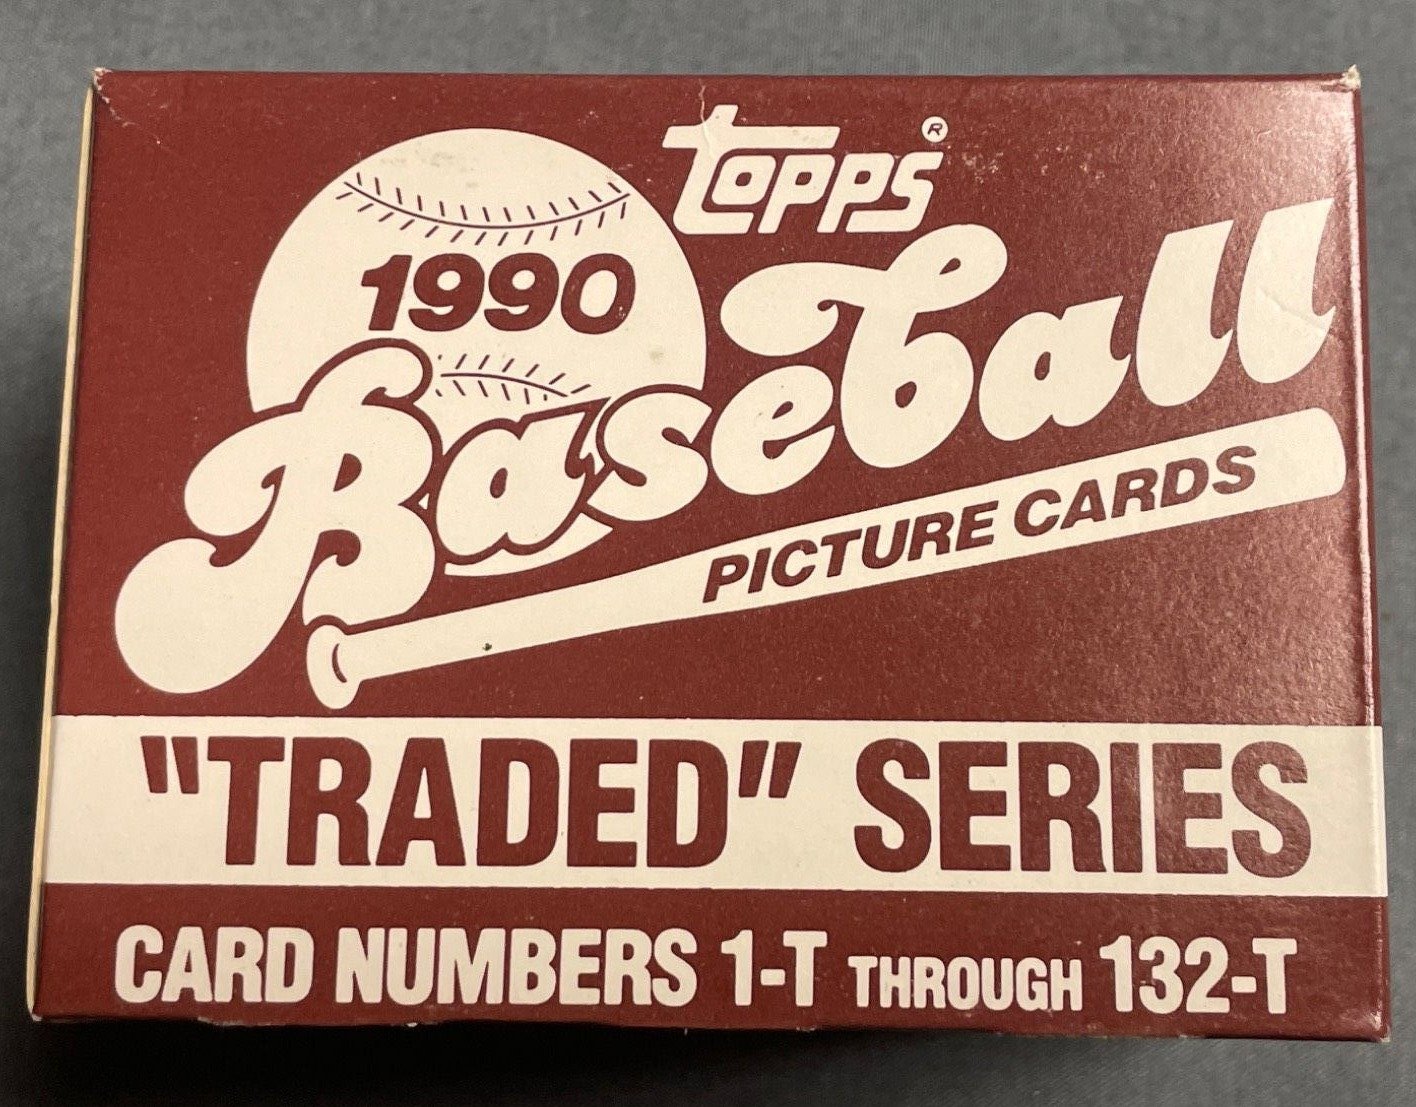 Topps®
1990
Baseball
PICTURE CARDS
"TRADED" SERIES
CARD NUMBERS 1-T THROUGH 132-T